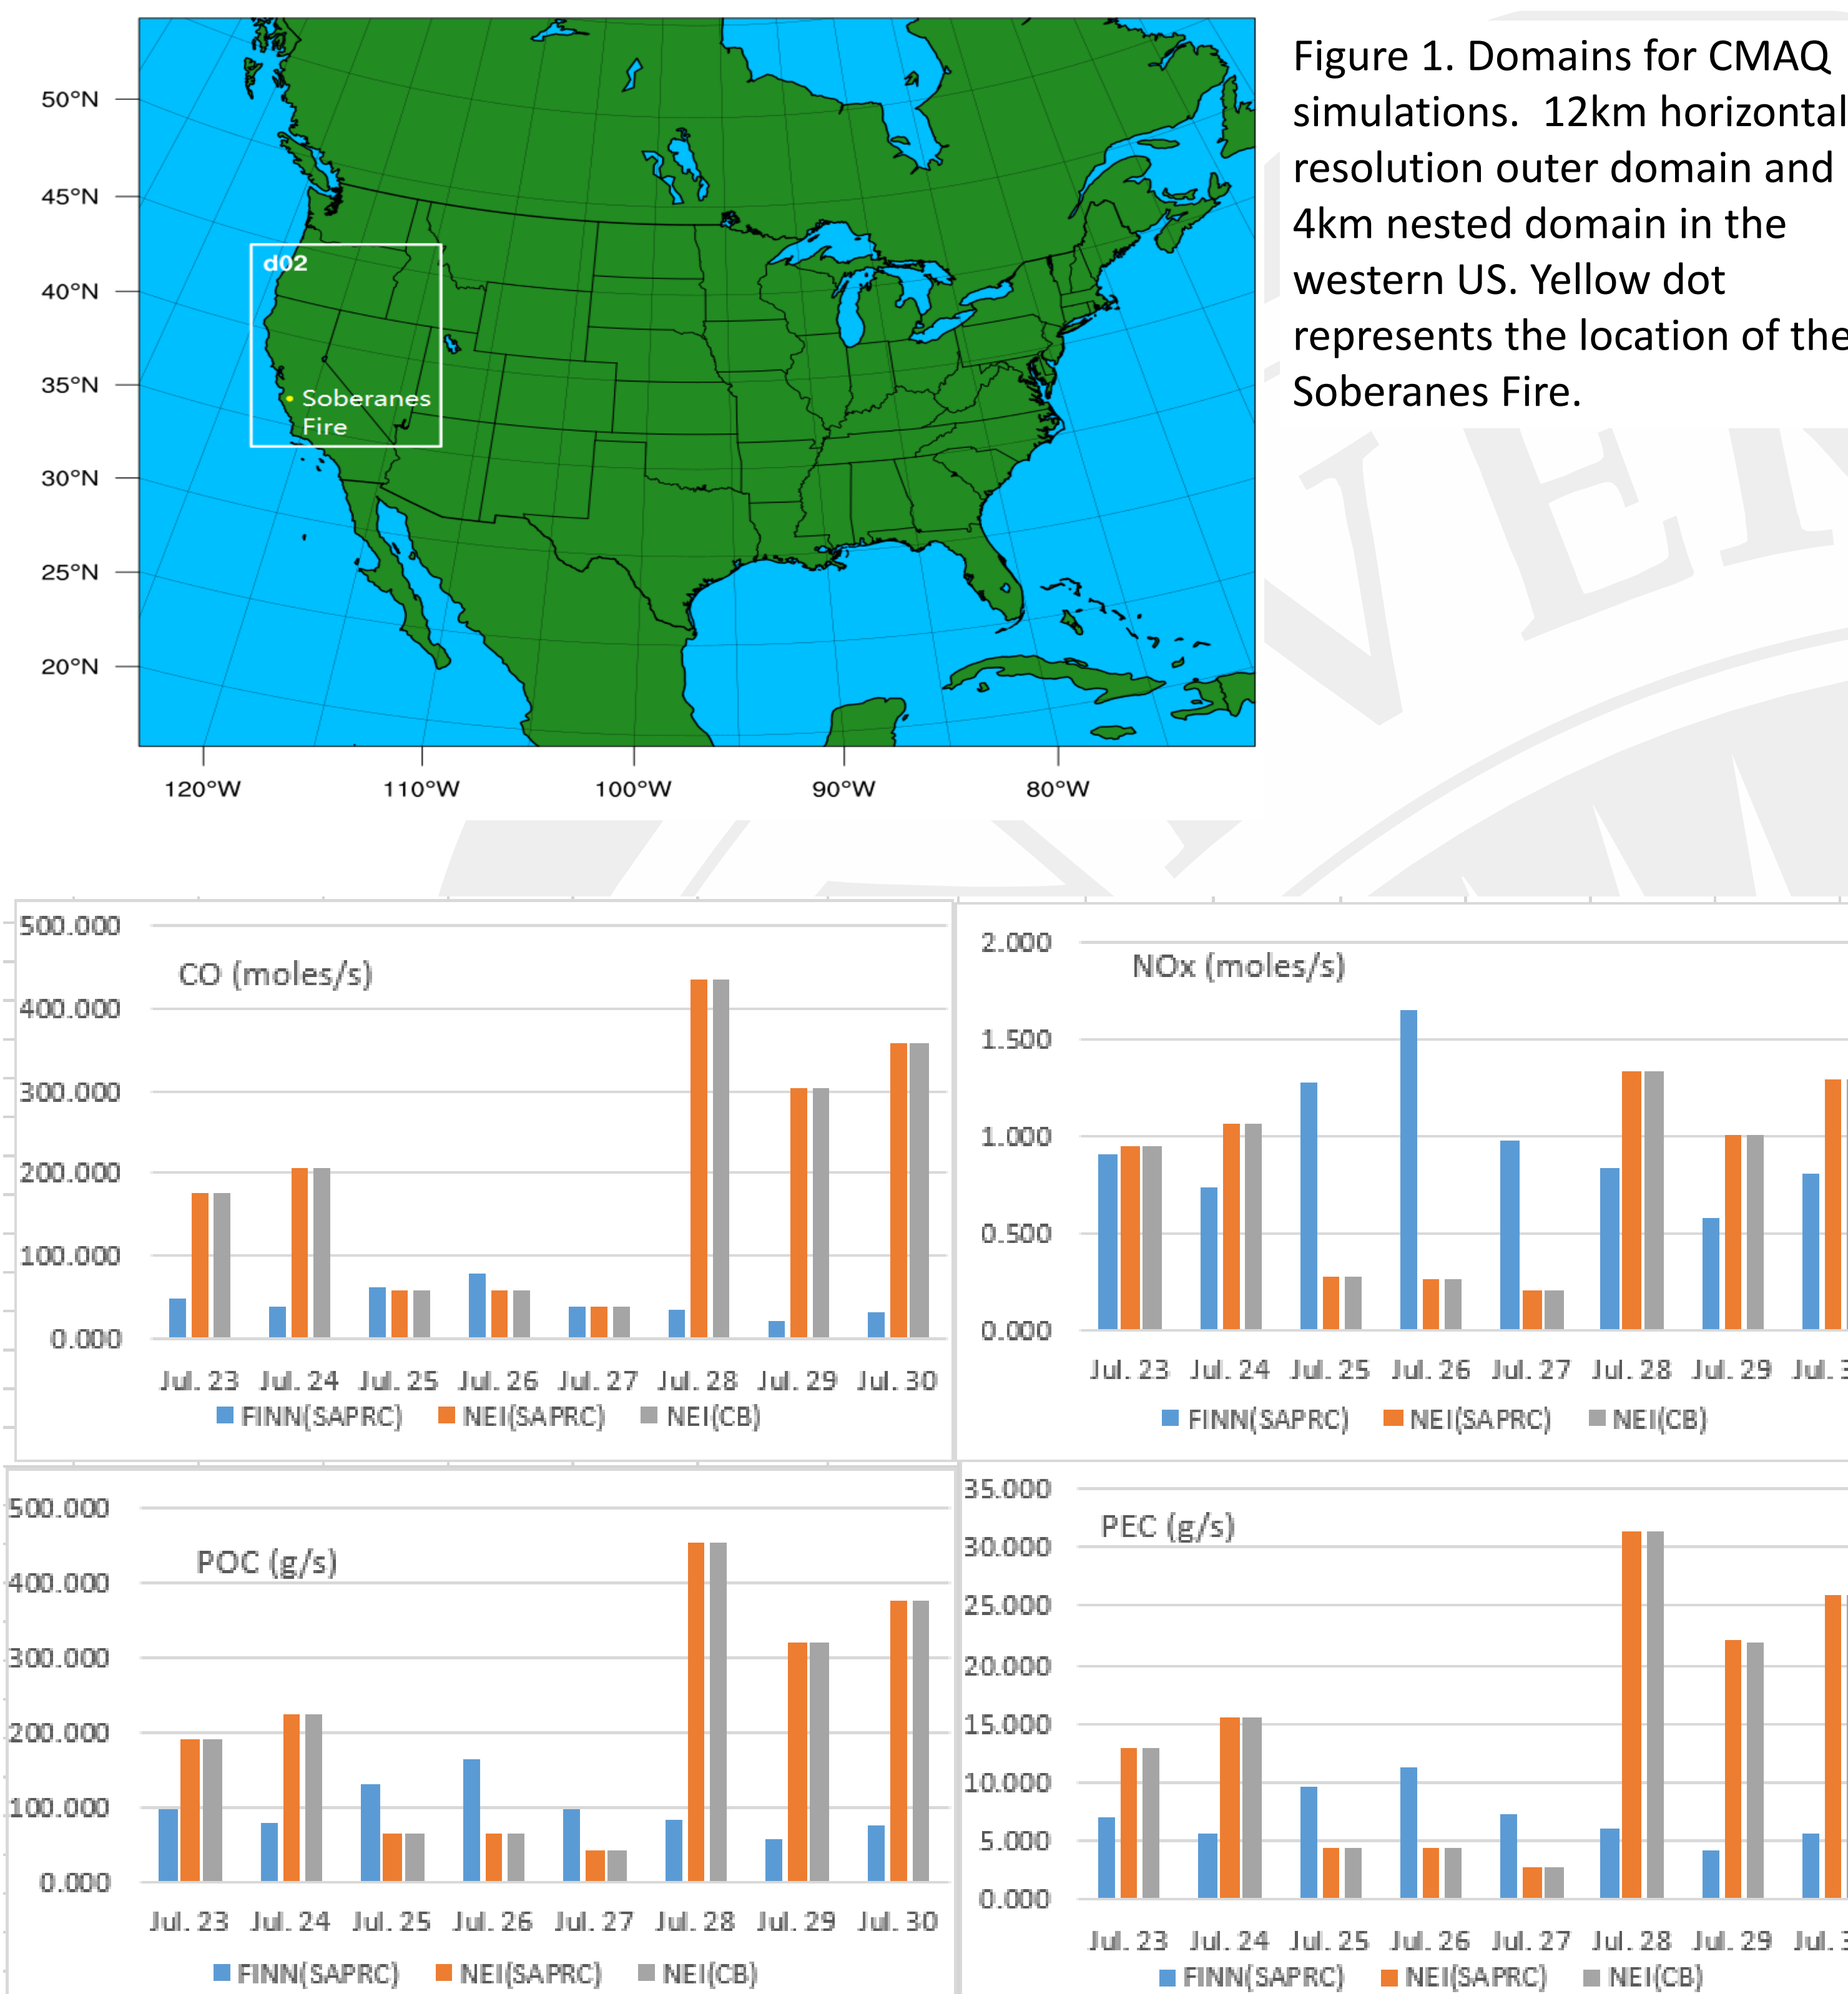 Figure 1. Domains for CMAQ
simulations.  12km horizontal
resolution outer domain and
4km nested domain in the
western US. Yellow dot
represents the location of the
Soberanes Fire.
50°N
45°N
40°N
35°N
30°N
25°N
20°N
d02
Soberanes
Fire
120°W 110°W 100°W 90°W 80°W
500.000
400.000
300.000
200.000
100.000
0.000
CO (moles/s)
Jul. 23 Jul. 24 Jul. 25 Jul. 26 Jul. 27 Jul. 28 Jul. 29 Jul. 30
FINN(SAPRC) NEI(SAPRC) NEI(CB)
2.000
1.500
1.000
0.500
0.000
NOx (moles/s)
Jul. 23 Jul. 24 Jul. 25 Jul. 26 Jul. 27 Jul. 28 Jul. 29 Jul. 3
FINN(SAPRC) NEI(SAPRC) NEI(CB)
500.000
400.000
300.000
200.000
100.000
0.000
POC (g/s)
Jul. 23 Jul. 24 Jul. 25 Jul. 26 Jul. 27 Jul. 28 Jul. 29 Jul. 30
FINN(SAPRC) NEI(SAPRC) NEI(CB)
35.000
30.000
25.000
20.000
15.000
10.000
5.000
0.000
PEC (g/s)
Jul. 23 Jul. 24 Jul. 25 Jul. 26 Jul. 27 Jul. 28 Jul. 29 Jul. 3
FINN(SAPRC) NEI(SAPRC) NEI(CB)